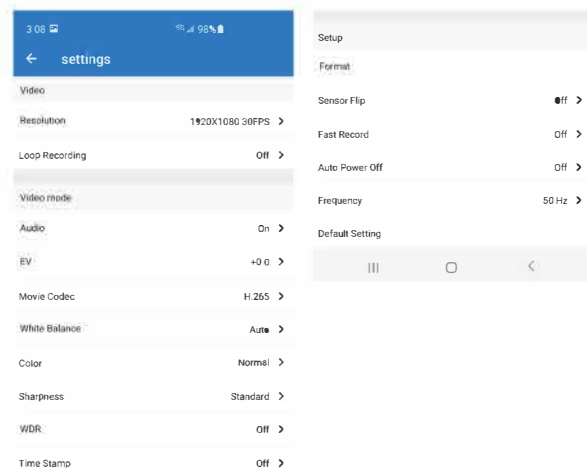 3:08 98%
settings
Video
Resolution 1920X1080 30FPS
Loop Recording Off
Video mode
Audio On
EV +0.0
Movie Codec H.265
White Balance Auto
Color Normal
Sharpness Standard
WDR Off
Time Stamp Off
Setup
Format
Sensor Flip Off
Fast Record Off
Auto Power Off Off
Frequency 50 Hz
Default Setting